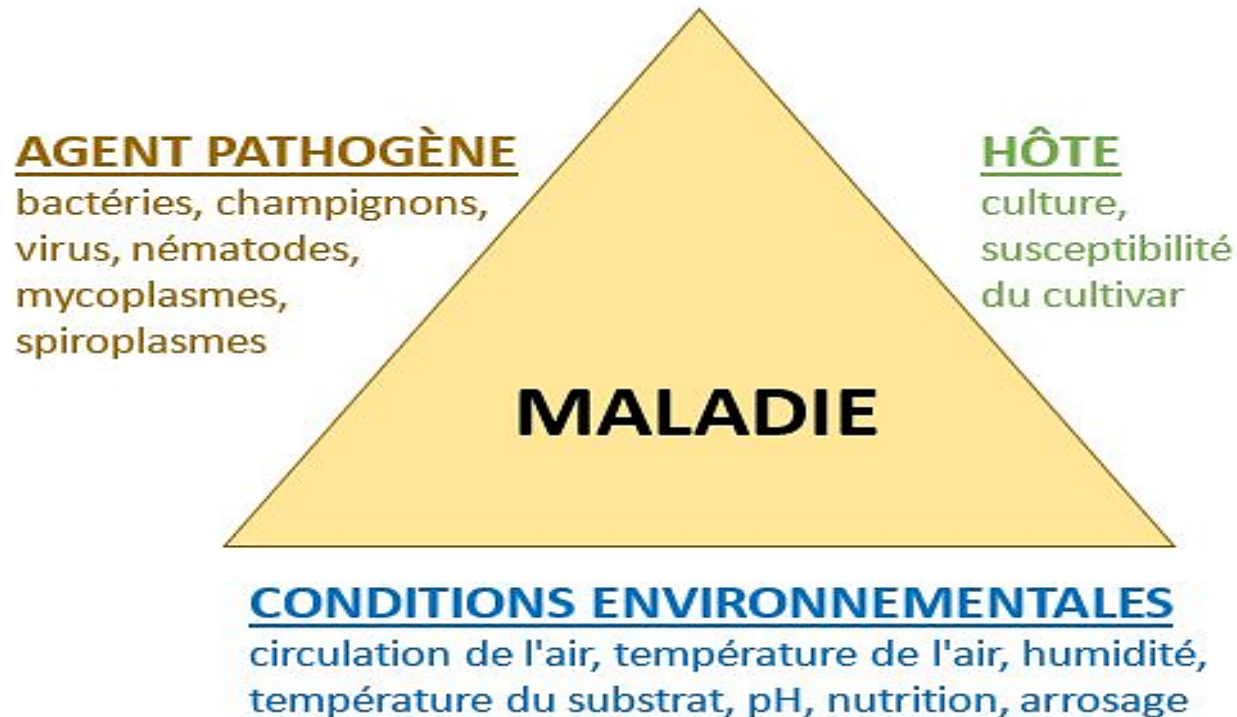 AGENT PATHOGÈNE
bactéries, champignons,
virus, nématodes,
mycoplasmes,
spiroplasmes
HÔTE
culture,
susceptibilité
du cultivar
MALADIE
CONDITIONS ENVIRONNEMENTALES
circulation de l'air, température de l'air, humidité,
température du substrat, pH, nutrition, arrosage